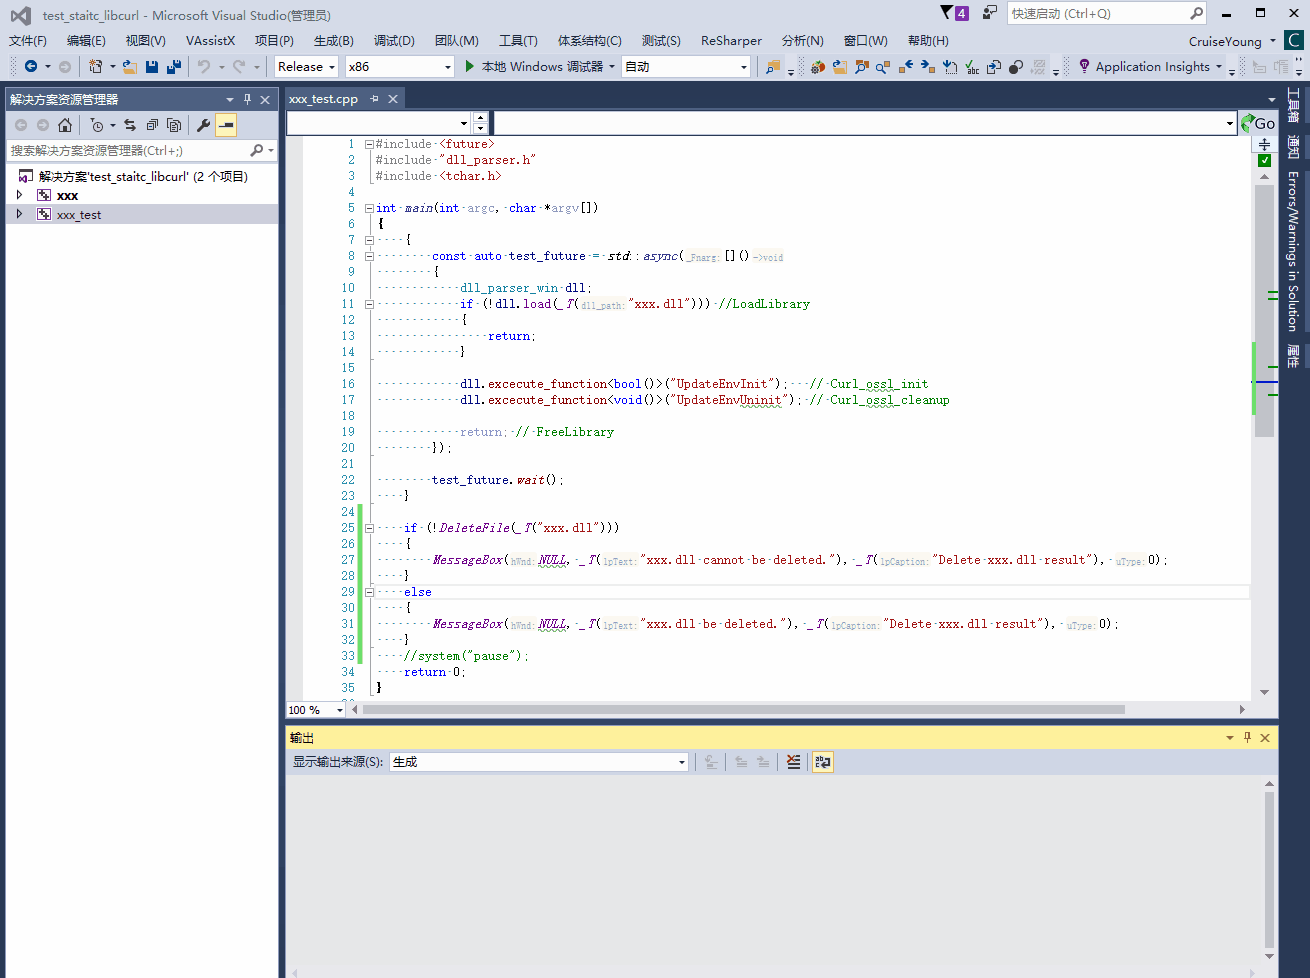 test_staitc_libcurl - Microsoft Visual Studio(管理员)
4
快速启动 (Ctrl+Q)
文件(F) 编辑(E) 视图(V) VAssistX 项目(P) 生成(B) 调试(D) 团队(M) 工具(T) 体系结构(C) 测试(S) ReSharper 分析(N) 窗口(W) 帮助(H)
CruiseYoung C
Release x86 本地 Windows 调试器 自动 Application Insights
解决方案资源管理器
搜索解决方案资源管理器(Ctrl+;)
解决方案'test_staitc_libcurl' (2 个项目)
xxx
xxx_test
xxx_test.cpp
Go
1 #include <future>
2 #include "dll_parser.h"
3 #include <tchar.h>
4
5 int main(int argc, char *argv[])
6 {
7 {
8 const auto test_future = std::async(_Fnarg: []() ->void
9 {
10 dll_parser_win dll;
11 if (!dll.load(_T(dll_path: "xxx.dll"))) //LoadLibrary
12 {
13 return;
14 }
15
16 dll.excecute_function<bool()>("UpdateEnvInit"); // Curl_ossl_init
17 dll.excecute_function<void()>("UpdateEnvUninit"); // Curl_ossl_cleanup
18
19 return; // FreeLibrary
20 });
21
22 test_future.wait();
23 }
24
25 if (!DeleteFile(_T("xxx.dll")))
26 {
27 MessageBox(hWnd: NULL, _T(lpText: "xxx.dll cannot be deleted."), _T(lpCaption: "Delete xxx.dll result"), uType: 0);
28 }
29 else
30 {
31 MessageBox(hWnd: NULL, _T(lpText: "xxx.dll be deleted."), _T(lpCaption: "Delete xxx.dll result"), uType: 0);
32 }
33 //system("pause");
34 return 0;
35 }
100 %
输出
显示输出来源(S): 生成
工具箱
通知
Errors/Warnings in Solution
属性